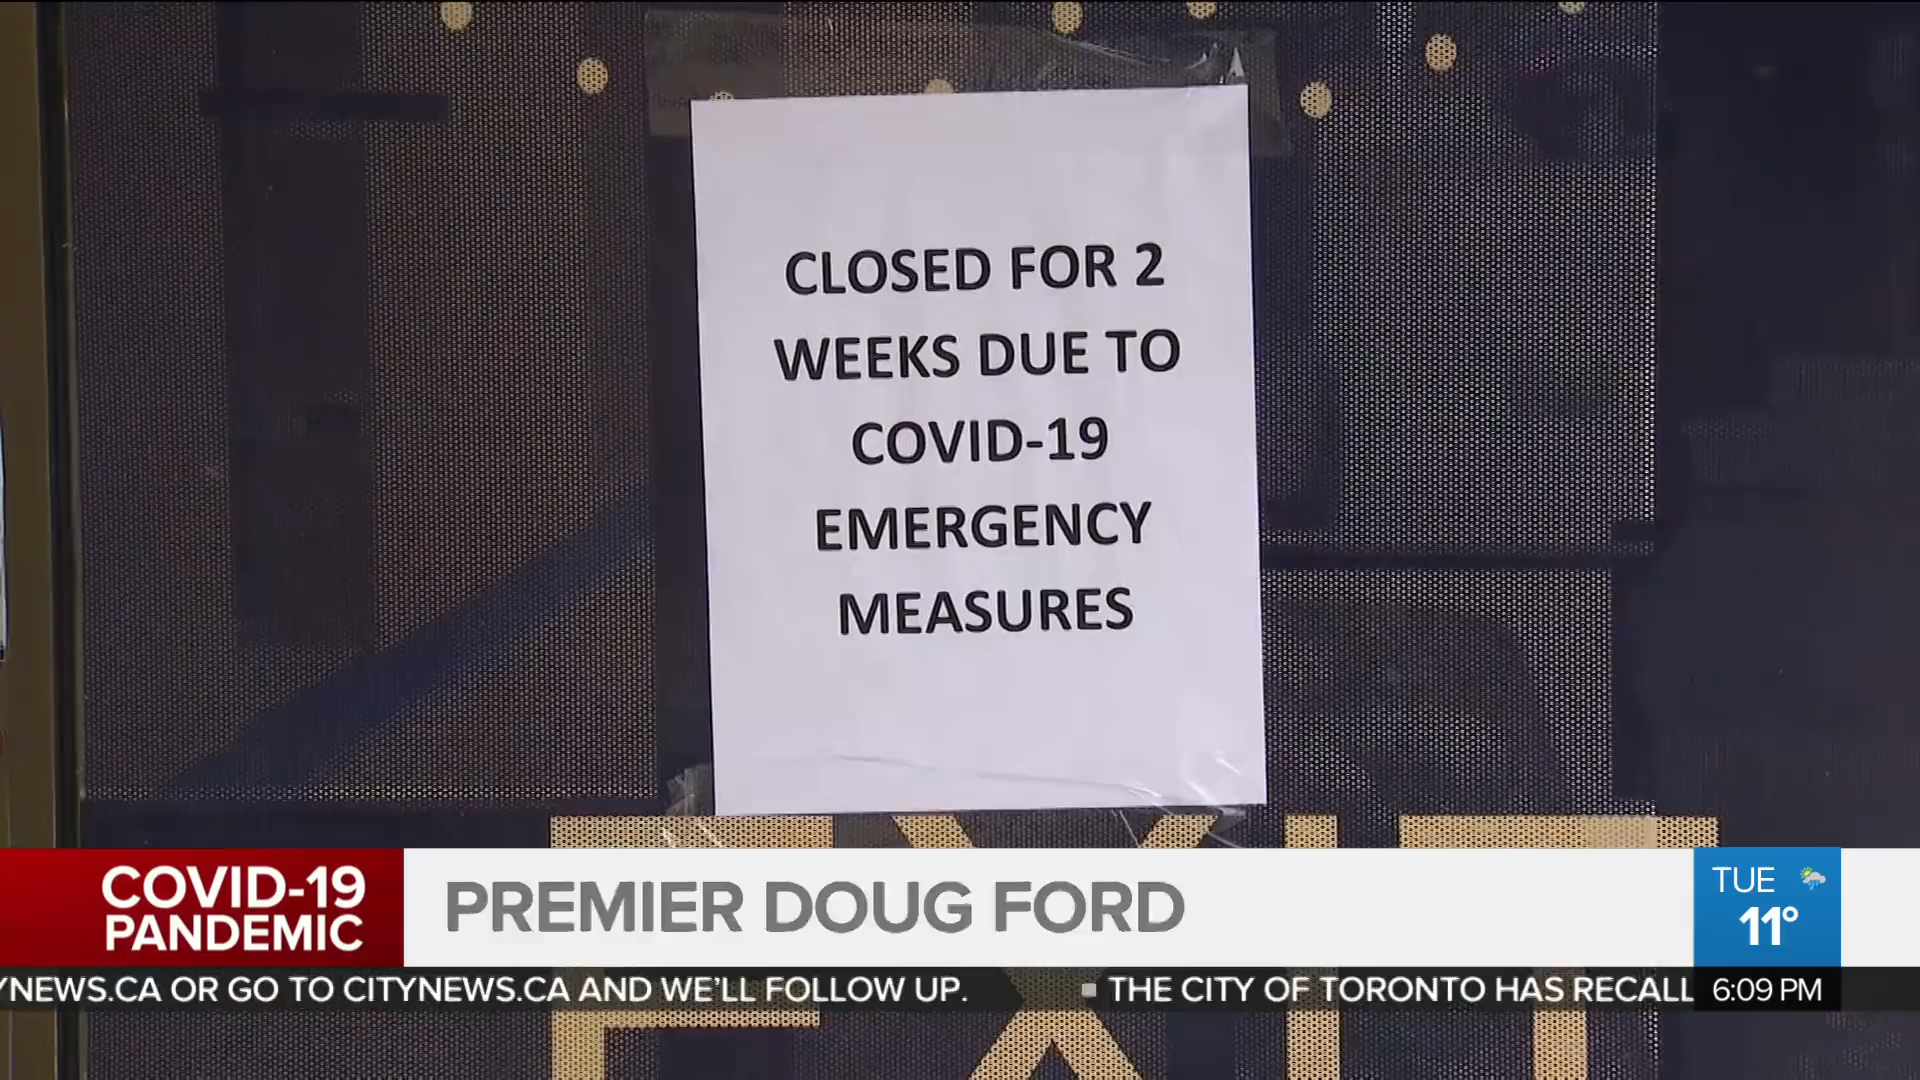 CLOSED FOR 2
WEEKS DUE TO
COVID-19
EMERGENCY
MEASURES
EXIT
COVID-19
PANDEMIC
PREMIER DOUG FORD
TUE
11°
YNEWS.CA OR GO TO CITYNEWS.CA AND WE'LL FOLLOW UP.
THE CITY OF TORONTO HAS RECALL
6:09 PM